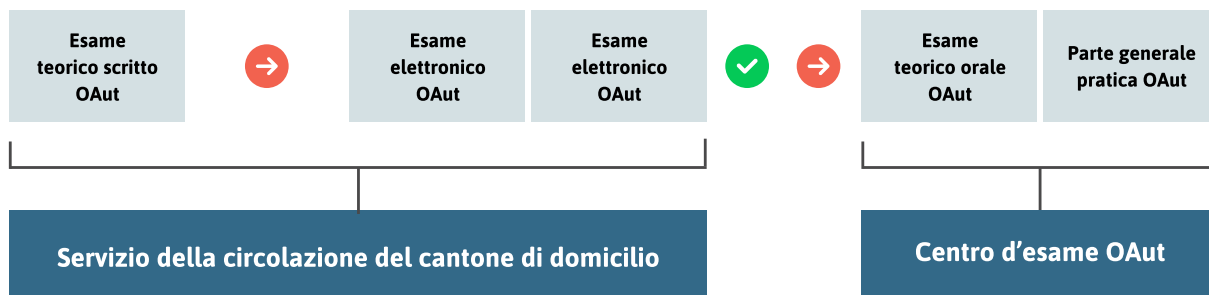 Esame
teorico scritto
OAut
Esame
elettronico
OAut
Esame
elettronico
OAut
Esame
teorico orale
OAut
Parte generale
pratica OAut
Servizio della circolazione del cantone di domicilio
Centro d’esame OAut